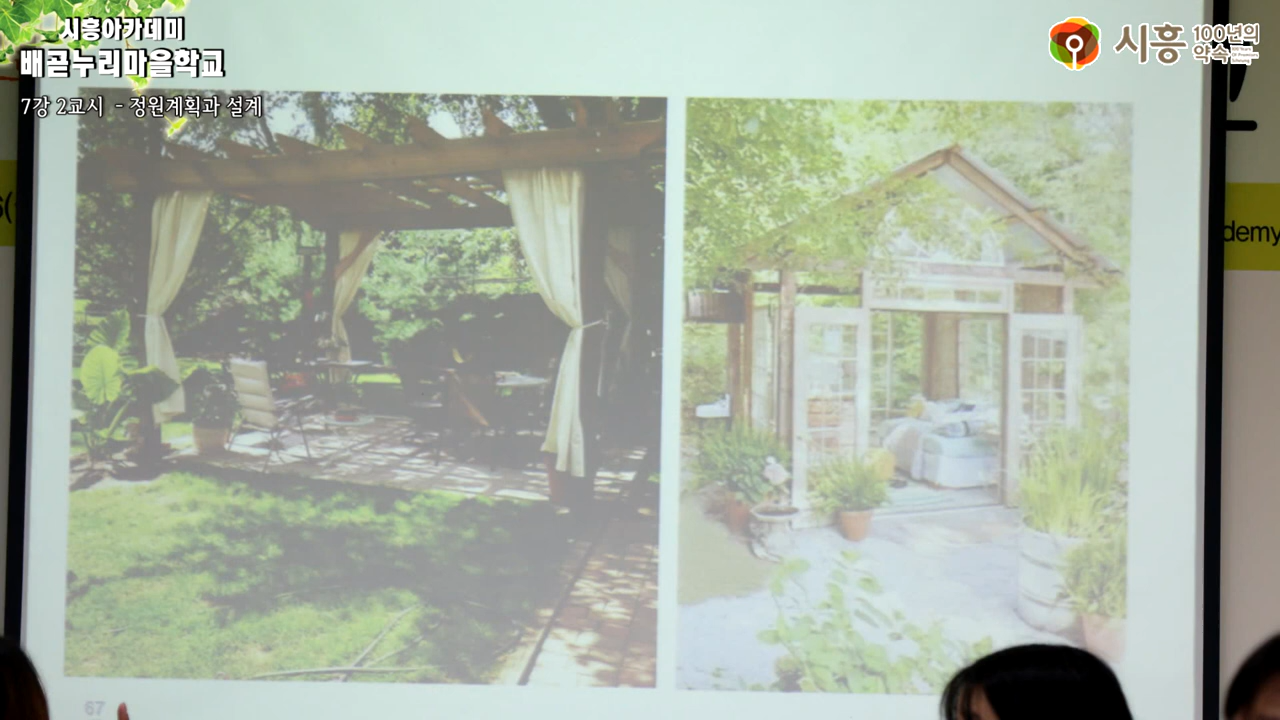 시흥아카데미
배곧누리마을학교
7강 2교시 - 정원계획과 설계
시흥
100년의
약속
demy
67